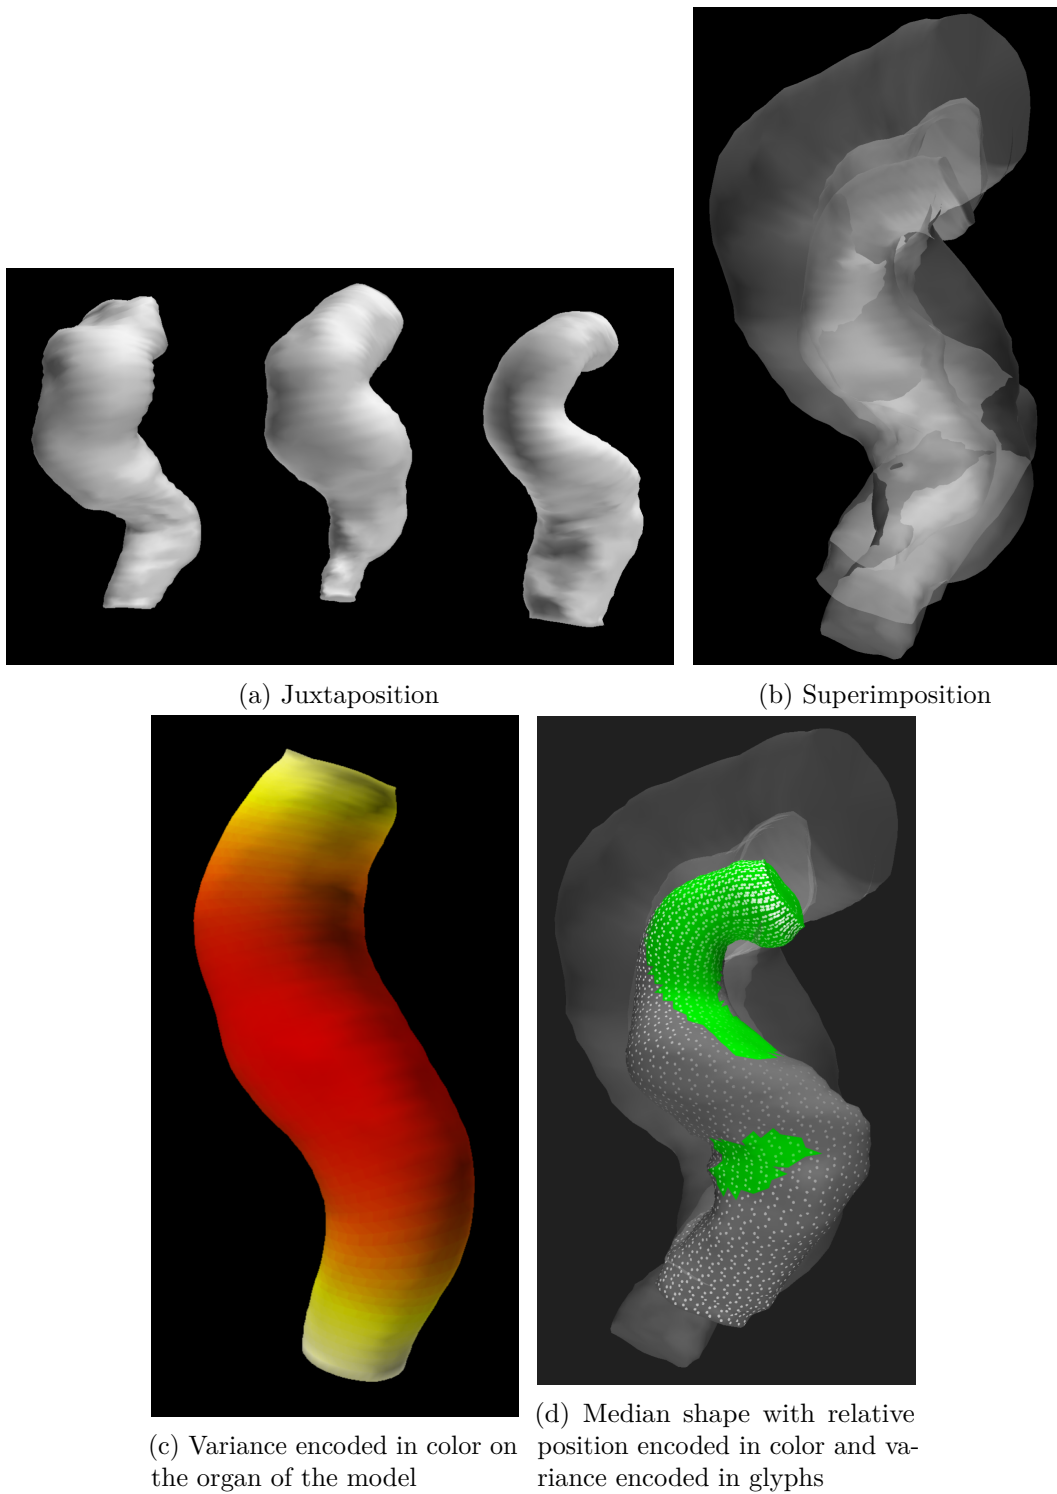 (a) Juxtaposition
(b) Superimposition
(c) Variance encoded in color on
the organ of the model
(d) Median shape with relative
position encoded in color and va-
riance encoded in glyphs